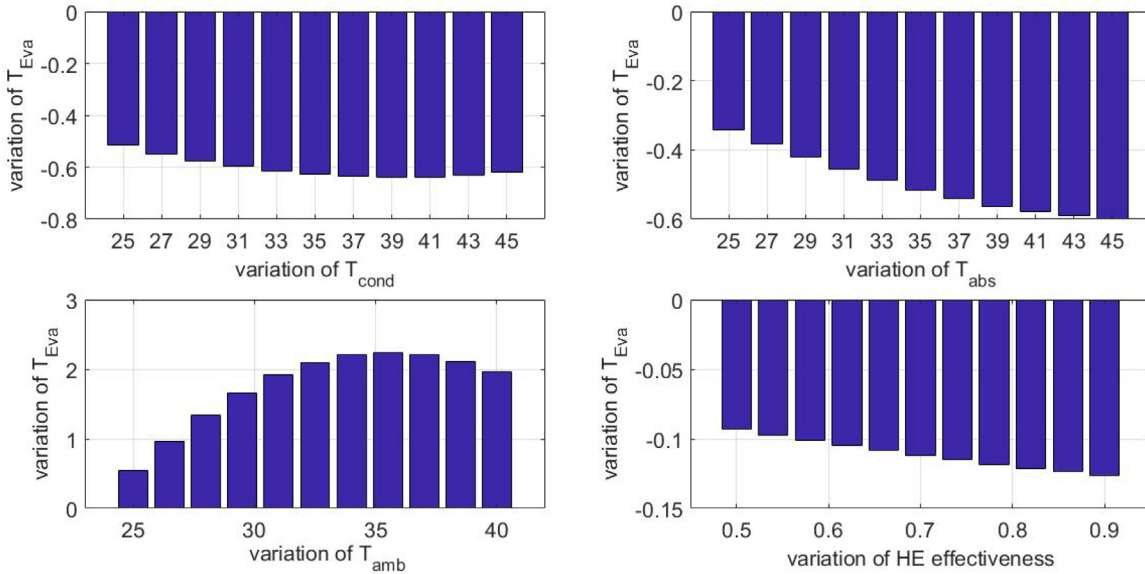 0
-0.2
-0.4
-0.6
-0.8
variation of T_Eva
25 27 29 31 33 35 37 39 41 43 45
variation of T_cond
0
-0.2
-0.4
-0.6
variation of T_Eva
25 27 29 31 33 35 37 39 41 43 45
variation of T_abs
3
2
1
0
variation of T_Eva
25 30 35 40
variation of T_amb
0
-0.05
-0.1
-0.15
variation of T_Eva
0.5 0.6 0.7 0.8 0.9
variation of HE effectiveness